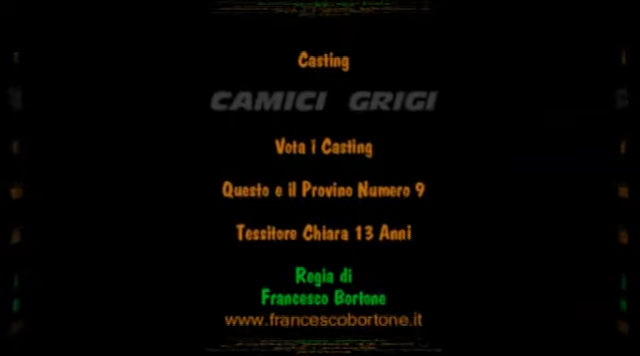 Casting
CAMICI GRIGI
Vota i Casting
Questo e il Provino Numero 9
Tessitore Chiara 13 Anni
Regia di
Francesco Bortone
www.francescobortone.it